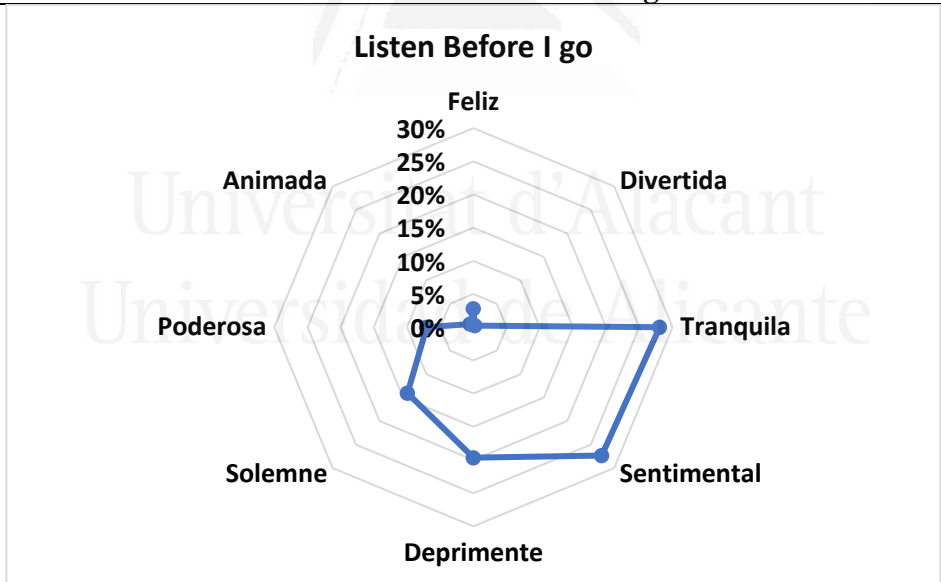 Listen Before I go
Feliz
30%
25%
20%
15%
10%
5%
0%
Animada
Divertida
Universitat d'Alacant
Universidad de Alicante
Poderosa
Tranquila
Solemne
Sentimental
Deprimente